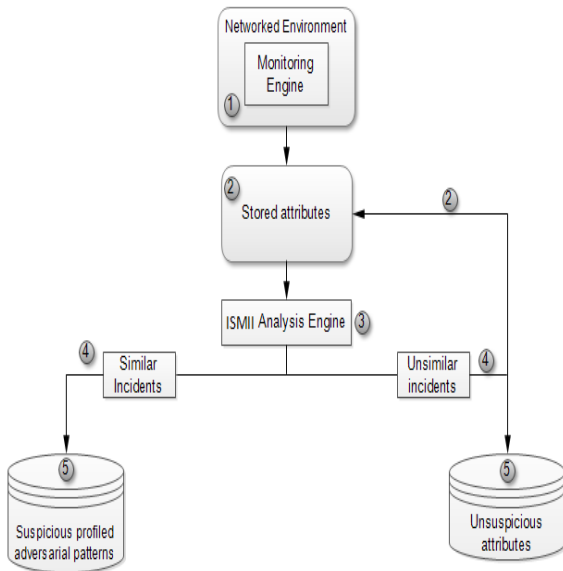 Networked Environment
Monitoring
Engine
1
2
Stored attributes
2
ISMII Analysis Engine
3
4
Similar
Incidents
Unsimilar
incidents
4
5
Suspicious profiled
adversarial patterns
5
Unsuspicious
attributes